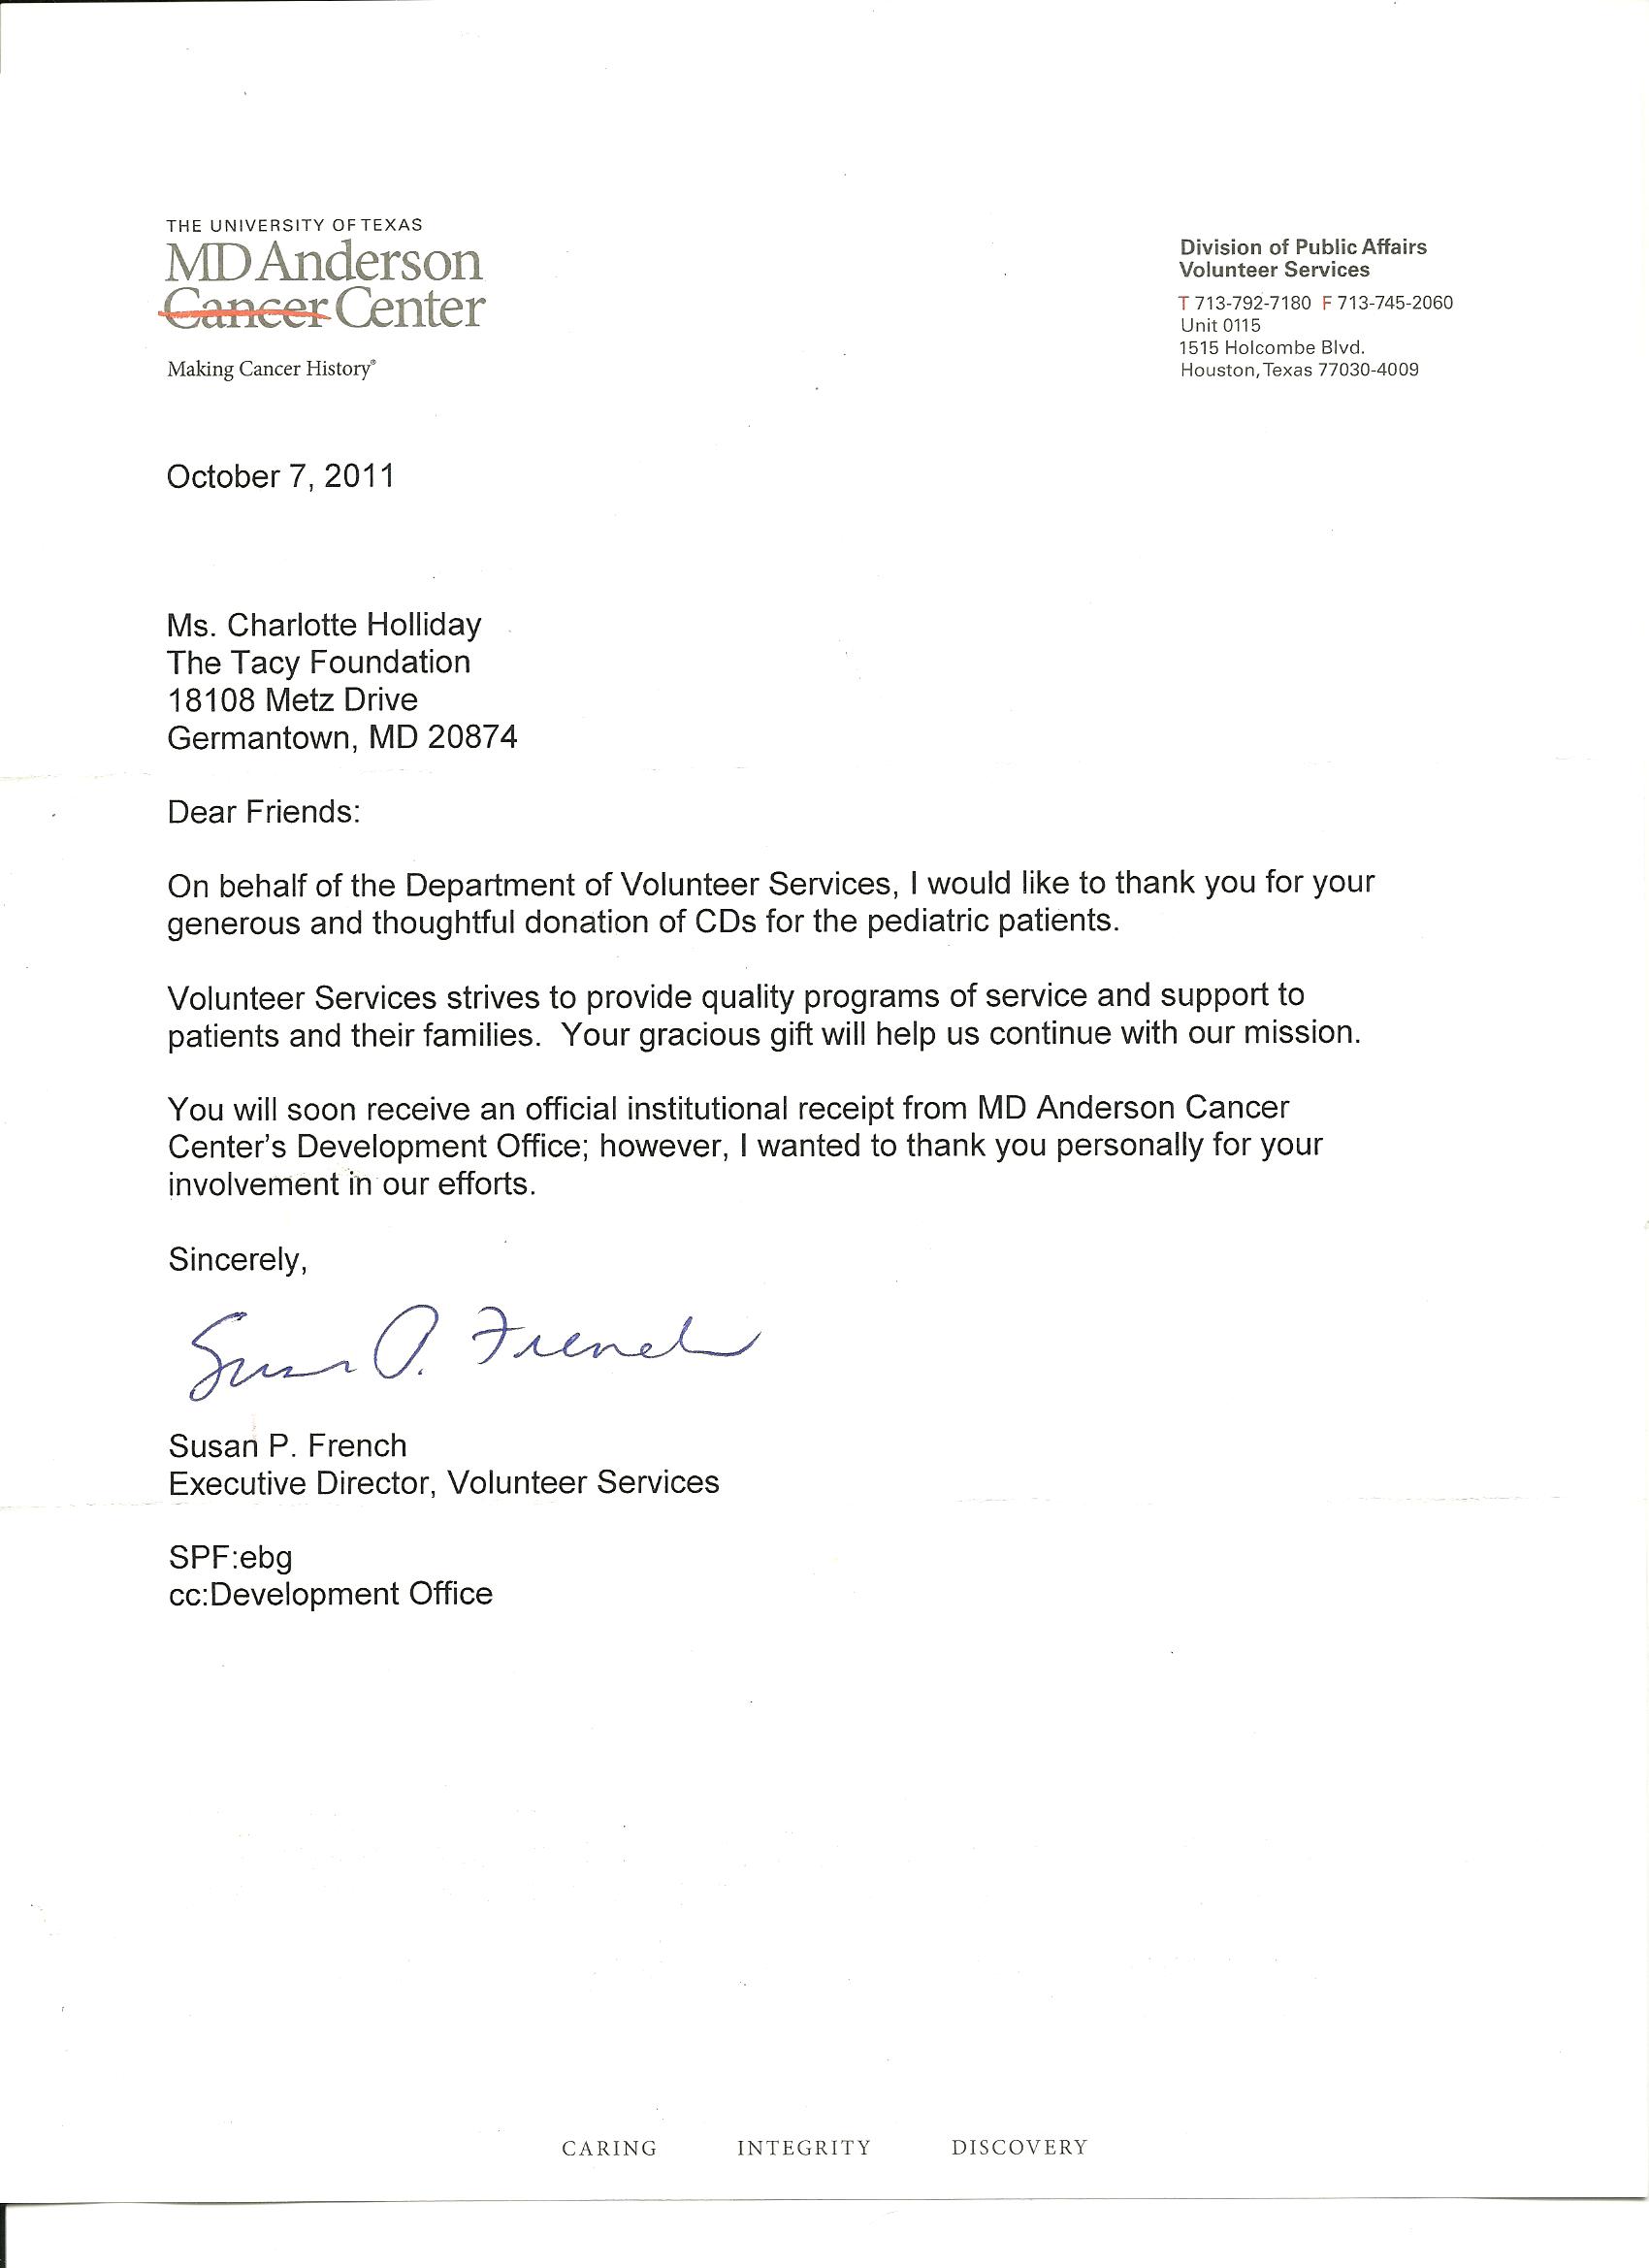 THE UNIVERSITY OF TEXAS
MD Anderson
Cancer Center
Making Cancer History®
Division of Public Affairs
Volunteer Services
T 713-792-7180 F 713-745-2060
Unit 0115
1515 Holcombe Blvd.
Houston, Texas 77030-4009
October 7, 2011
Ms. Charlotte Holliday
The Tacy Foundation
18108 Metz Drive
Germantown, MD 20874
Dear Friends:
On behalf of the Department of Volunteer Services, I would like to thank you for your
generous and thoughtful donation of CDs for the pediatric patients.
Volunteer Services strives to provide quality programs of service and support to
patients and their families. Your gracious gift will help us continue with our mission.
You will soon receive an official institutional receipt from MD Anderson Cancer
Center's Development Office; however, I wanted to thank you personally for your
involvement in our efforts.
Sincerely,
Susan P. French
Susan P. French
Executive Director, Volunteer Services
SPF:ebg
cc:Development Office
CARING INTEGRITY DISCOVERY